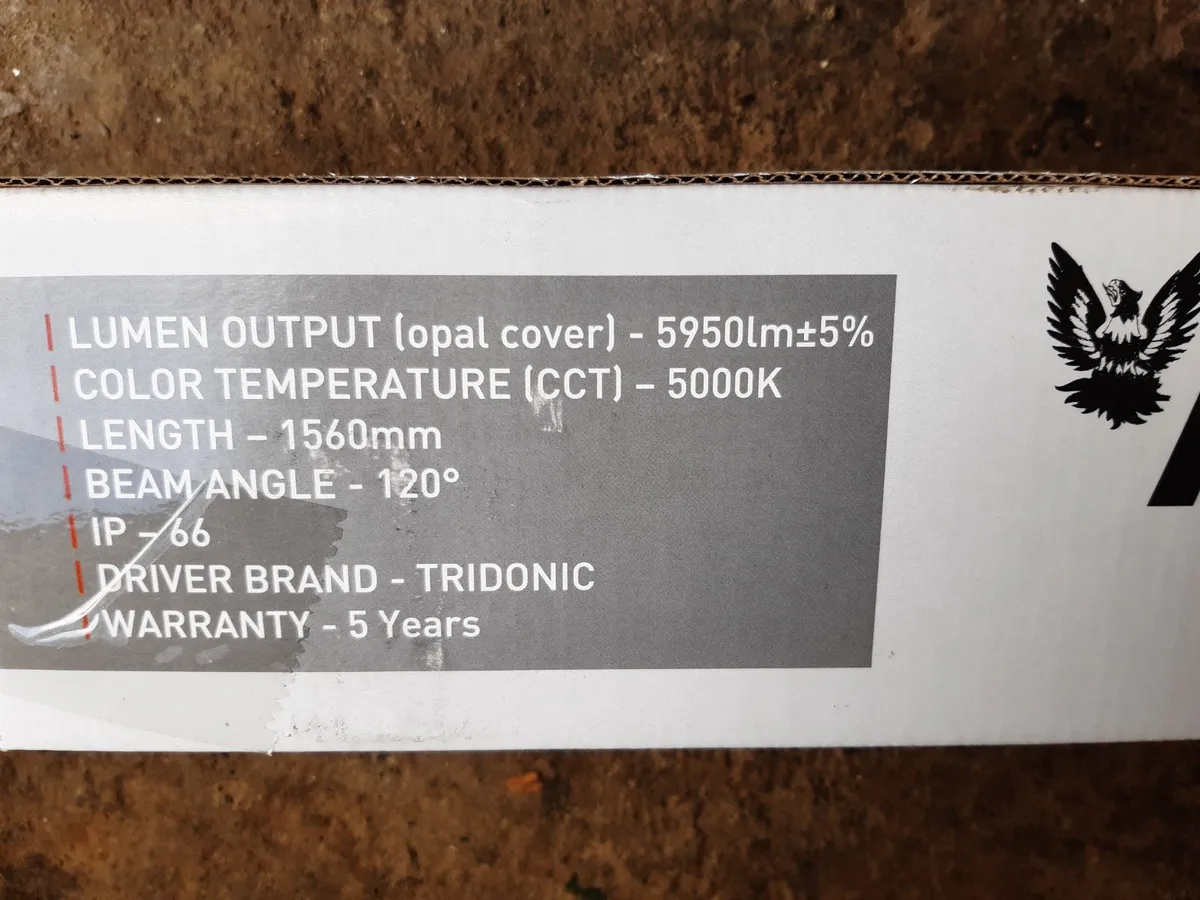 LUMEN OUTPUT (opal cover) - 5950lm±5%
COLOR TEMPERATURE (CCT) – 5000K
LENGTH – 1560mm
BEAM ANGLE - 120°
IP – 66
DRIVER BRAND - TRIDONIC
WARRANTY - 5 Years